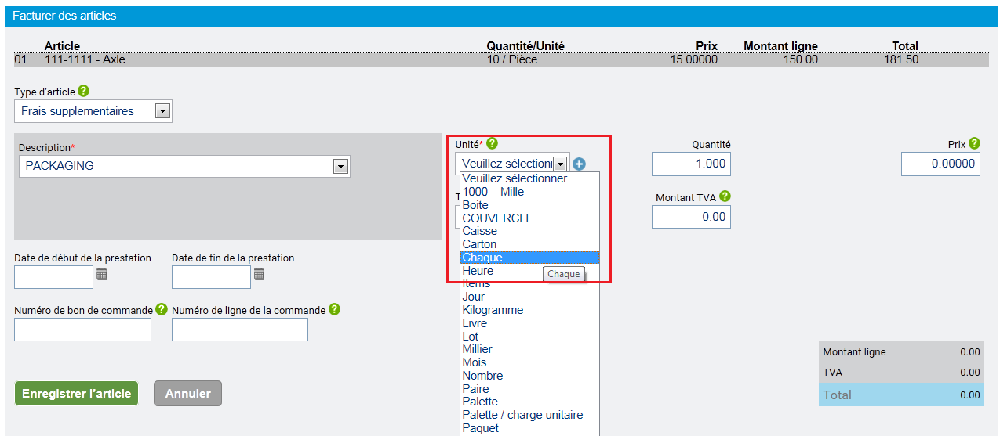 Facturer des articles
Article Quantité/Unité Prix Montant ligne Total
01 111-1111 - Axle 10 / Pièce 15.00000 150.00 181.50
Type d'article ?
Frais supplementaires
Description* Unité* ? Quantité Prix ?
PACKAGING Veuillez sélectionr 1.000 0.00000
Veuillez sélectionner
1000 – Mille
Boite Montant TVA ?
COUVERCLE 0.00
Caisse
Carton
Chaque
Chaque
Heure
Items
Jour
Kilogramme
Livre
Lot
Millier
Mois
Nombre
Paire
Palette
Palette / charge unitaire
Paquet
Date de début de la prestation Date de fin de la prestation
Numéro de bon de commande ? Numéro de ligne de la commande ?
Montant ligne 0.00
TVA 0.00
Total 0.00
Enregistrer l'article Annuler